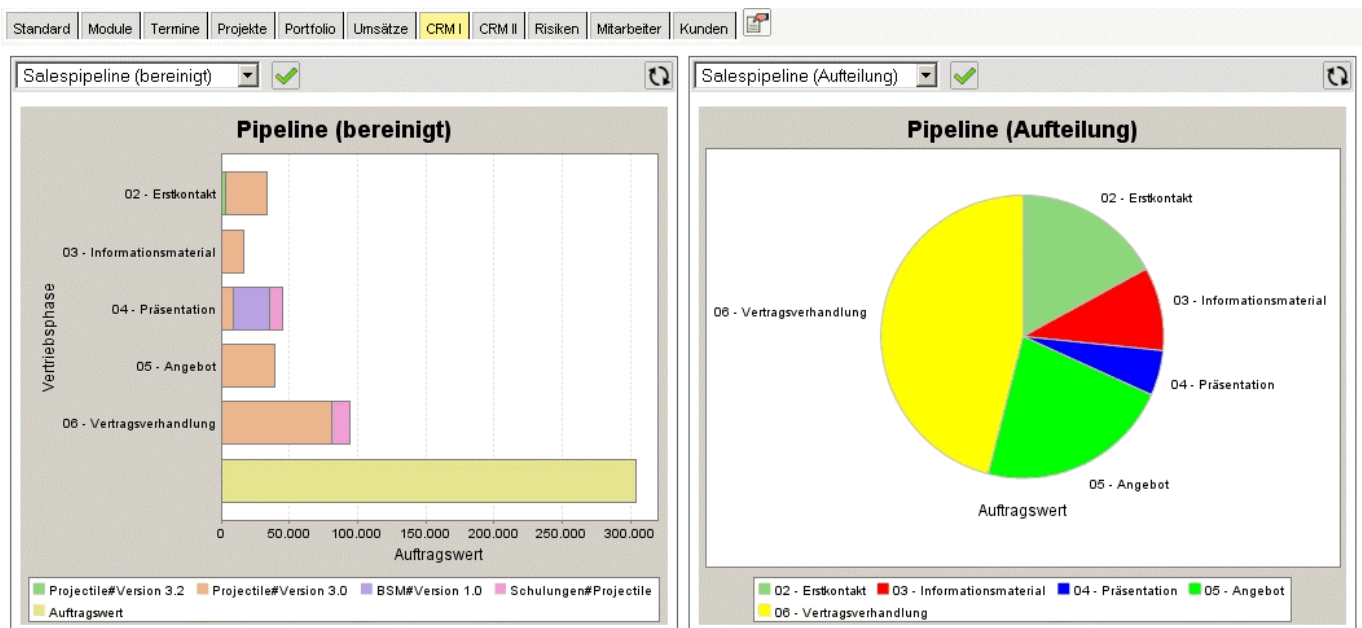 Standard Module Termine Projekte Portfolio Umsätze CRM I CRM II Risiken Mitarbeiter Kunden
Salespipeline (bereinigt)
Pipeline (bereinigt)
Vertriebsphase
02 - Erstkontakt
03 - Informationsmaterial
04 - Präsentation
05 - Angebot
06 - Vertragsverhandlung
0 50.000 100.000 150.000 200.000 250.000 300.000
Auftragswert
Projectile#Version 3.2 Projectile#Version 3.0 BSM#Version 1.0 Schulungen#Projectile
Auftragswert
Salespipeline (Aufteilung)
Pipeline (Aufteilung)
02 - Erstkontakt
03 - Informationsmaterial
06 - Vertragsverhandlung
04 - Präsentation
05 - Angebot
Auftragswert
02 - Erstkontakt 03 - Informationsmaterial 04 - Präsentation 05 - Angebot
06 - Vertragsverhandlung